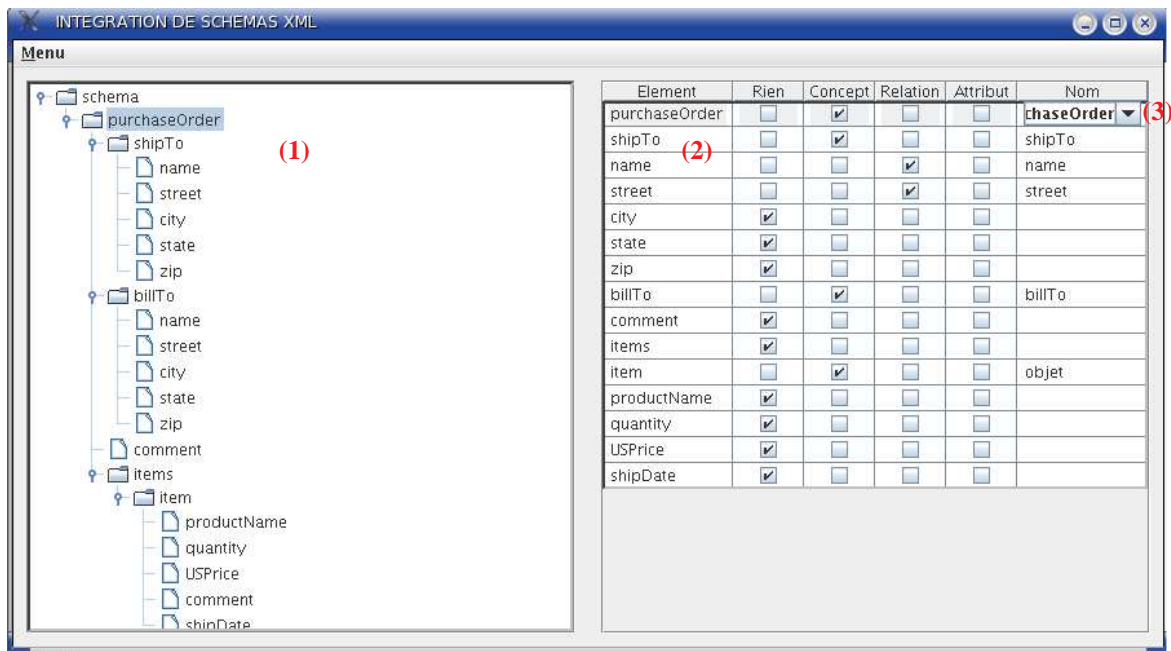 INTEGRATION DE SCHEMAS XML
Menu
schema
purchaseOrder
shipTo
(1)
name
street
city
state
zip
billTo
name
street
city
state
zip
comment
items
item
productName
quantity
USPrice
comment
shipDate
Element Rien Concept Relation Attribut Nom
purchaseOrder chaseOrder (3)
shipTo (2) shipTo
name name
street street
city
state
zip
billTo billTo
comment
items
item objet
productName
quantity
USPrice
shipDate